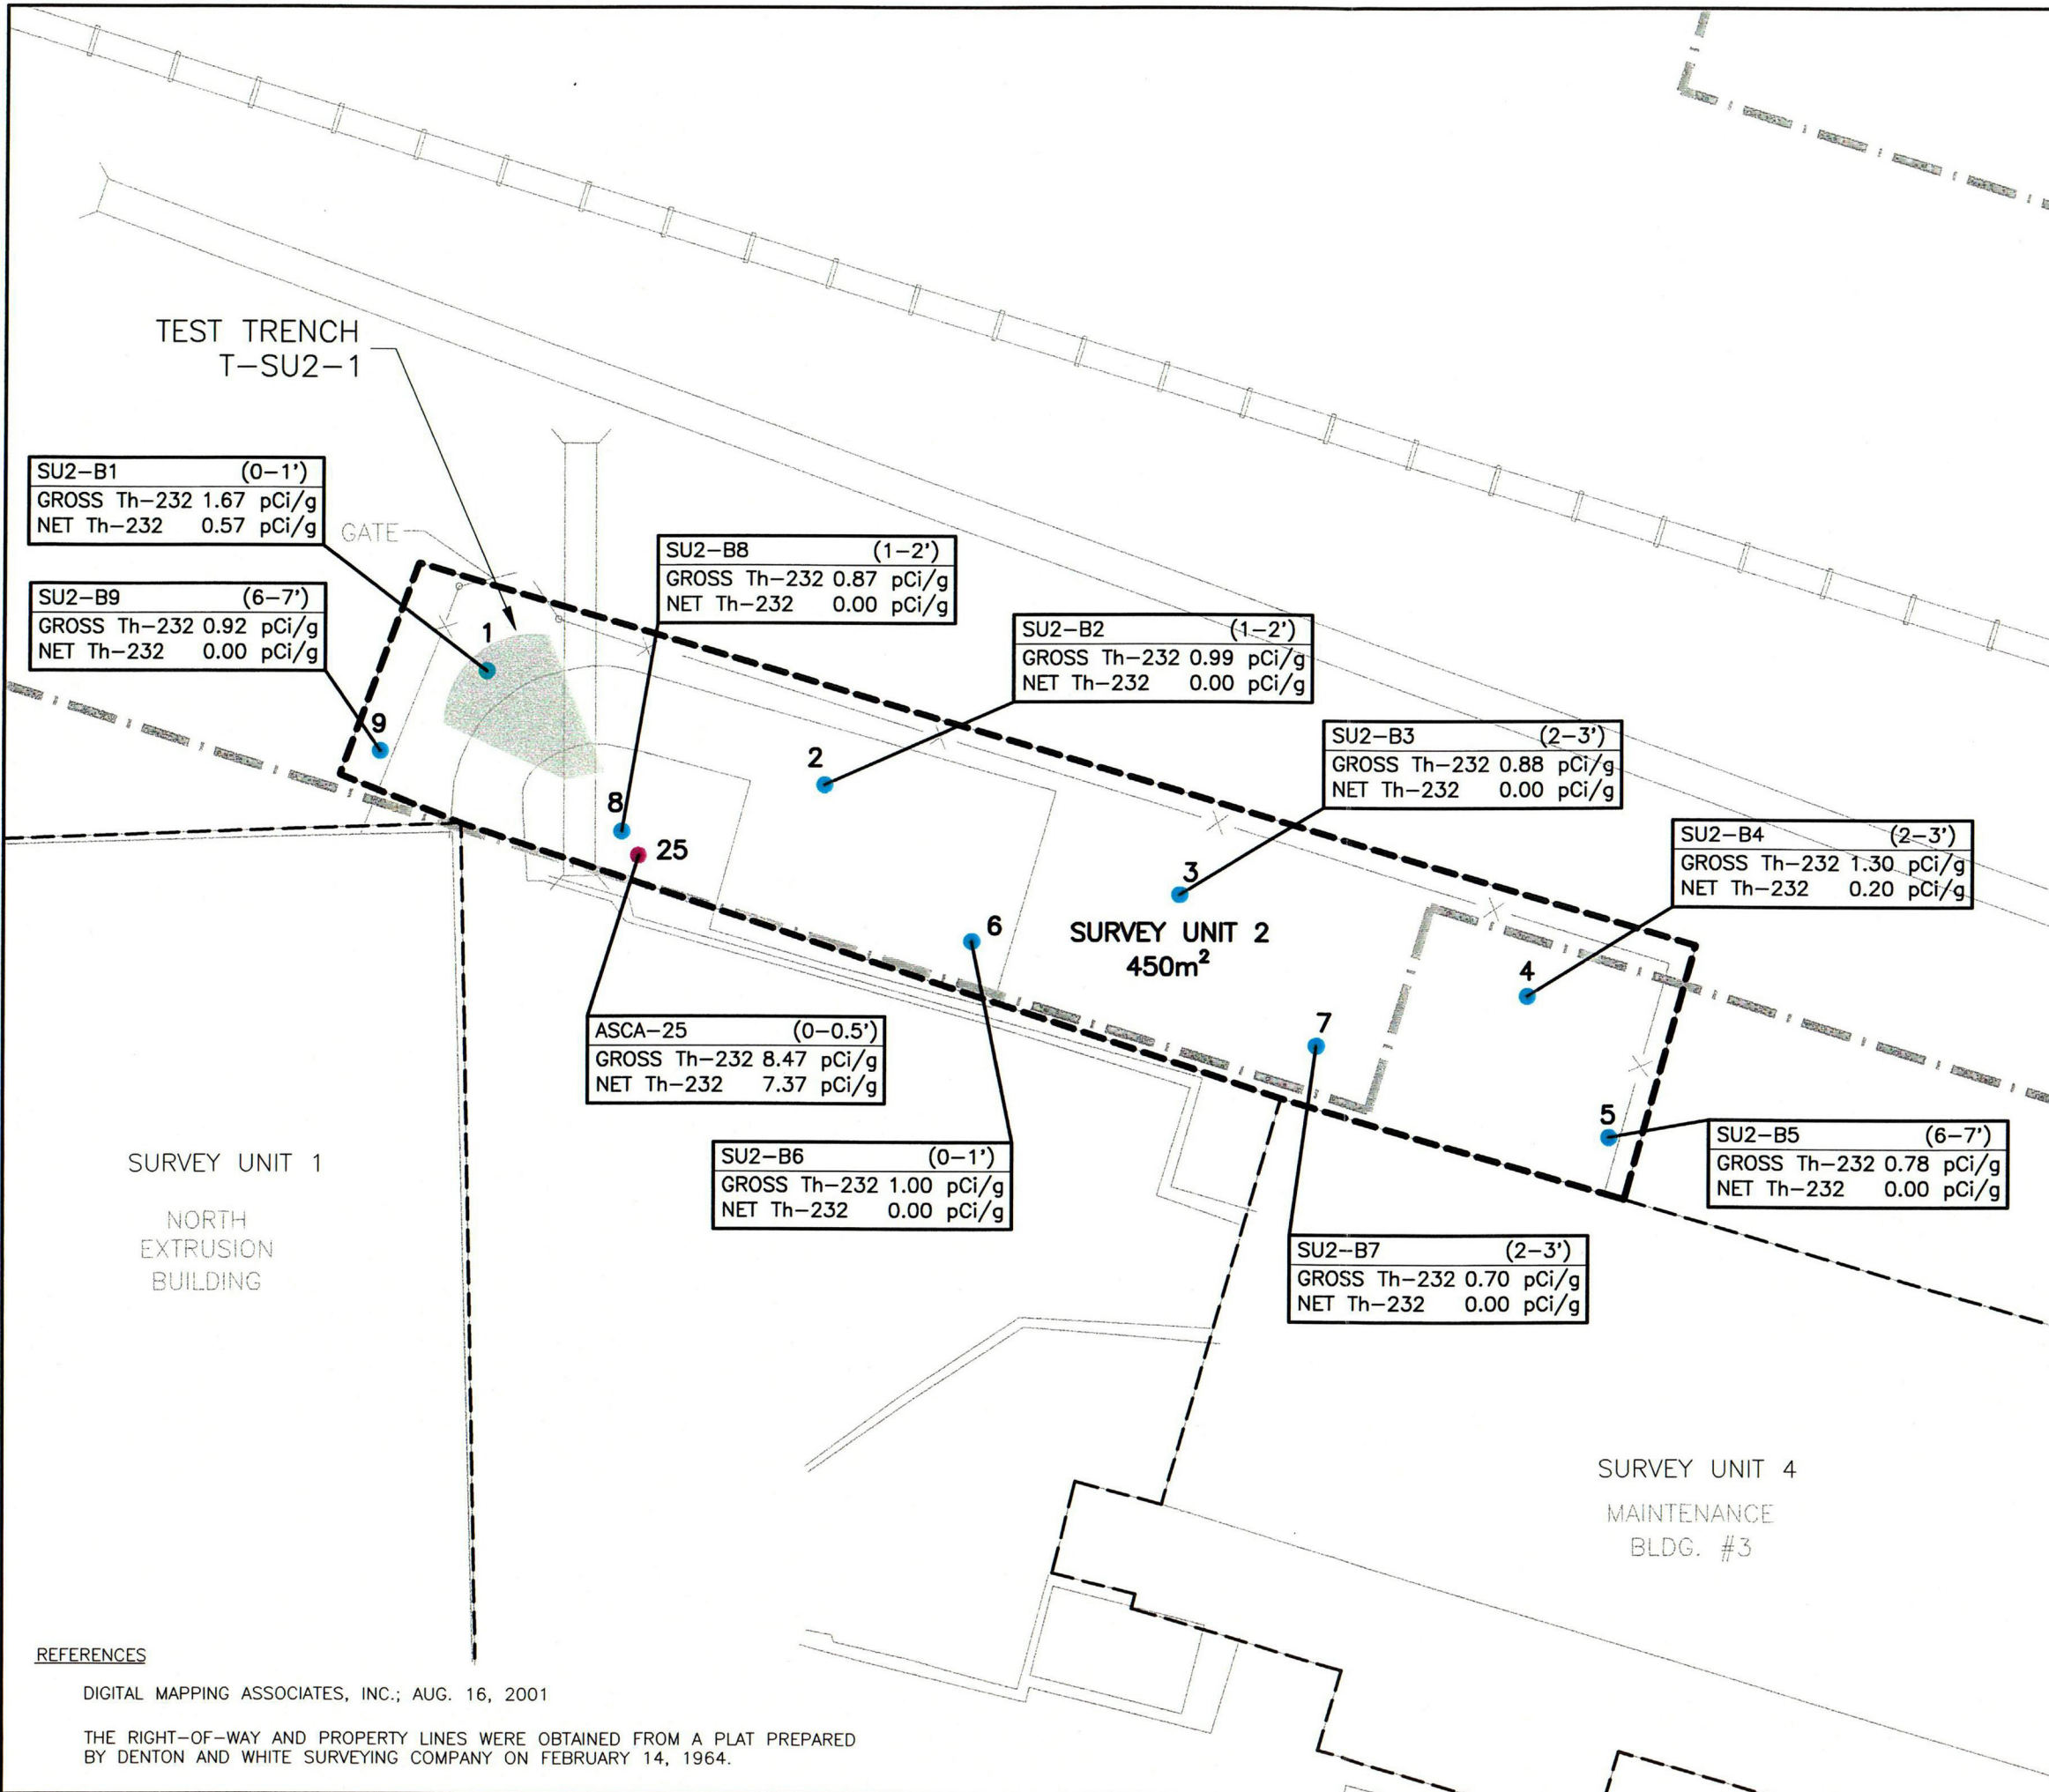 TEST TRENCH
T-SU2-1
SU2-B1 (0-1')
GROSS Th-232 1.67 pCi/g
NET Th-232 0.57 pCi/g
GATE
SU2-B9 (6-7')
GROSS Th-232 0.92 pCi/g
NET Th-232 0.00 pCi/g
SU2-B8 (1-2')
GROSS Th-232 0.87 pCi/g
NET Th-232 0.00 pCi/g
SU2-B2 (1-2')
GROSS Th-232 0.99 pCi/g
NET Th-232 0.00 pCi/g
SU2-B3 (2-3')
GROSS Th-232 0.88 pCi/g
NET Th-232 0.00 pCi/g
SU2-B4 (2-3')
GROSS Th-232 1.30 pCi/g
NET Th-232 0.20 pCi/g
1
9
2
8
25
3
6
SURVEY UNIT 2
450m²
4
7
5
ASCA-25 (0-0.5')
GROSS Th-232 8.47 pCi/g
NET Th-232 7.37 pCi/g
SU2-B6 (0-1')
GROSS Th-232 1.00 pCi/g
NET Th-232 0.00 pCi/g
SU2-B5 (6-7')
GROSS Th-232 0.78 pCi/g
NET Th-232 0.00 pCi/g
SU2-B7 (2-3')
GROSS Th-232 0.70 pCi/g
NET Th-232 0.00 pCi/g
SURVEY UNIT 1
NORTH
EXTRUSION
BUILDING
SURVEY UNIT 4
MAINTENANCE
BLDG. #3
REFERENCES
DIGITAL MAPPING ASSOCIATES, INC.; AUG. 16, 2001
THE RIGHT-OF-WAY AND PROPERTY LINES WERE OBTAINED FROM A PLAT PREPARED
BY DENTON AND WHITE SURVEYING COMPANY ON FEBRUARY 14, 1964.